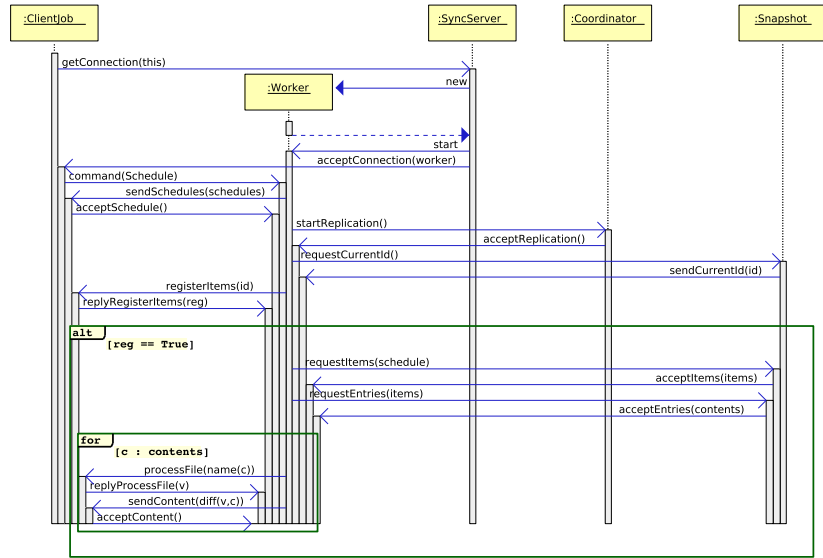 :ClientJob
:SyncServer
:Coordinator
:Snapshot
getConnection(this)
new
:Worker
start
acceptConnection(worker)
command(Schedule)
sendSchedules(schedules)
acceptSchedule()
startReplication()
acceptReplication()
requestCurrentId()
sendCurrentId(id)
registerItems(id)
replyRegisterItems(reg)
alt
[reg == True]
requestItems(schedule)
acceptItems(items)
requestEntries(items)
acceptEntries(contents)
for
[c : contents]
processFile(name(c))
replyProcessFile(v)
sendContent(diff(v,c))
acceptContent()